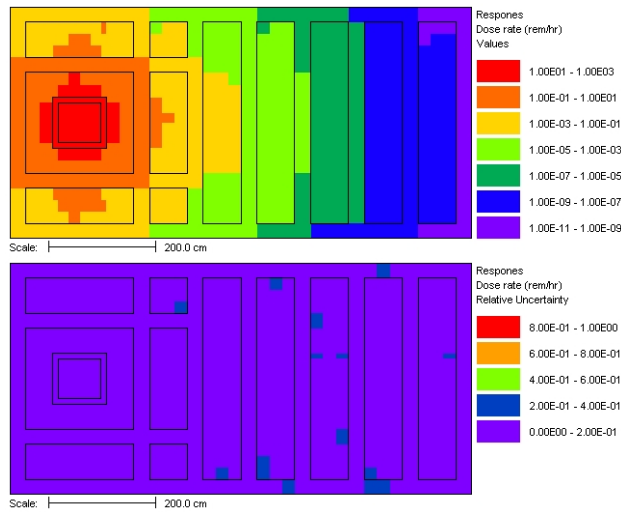 Respones
Dose rate (rem/hr)
Values
1.00E01 - 1.00E03
1.00E-01 - 1.00E01
1.00E-03 - 1.00E-01
1.00E-05 - 1.00E-03
1.00E-07 - 1.00E-05
1.00E-09 - 1.00E-07
1.00E-11 - 1.00E-09
Scale: 200.0 cm
Respones
Dose rate (rem/hr)
Relative Uncertainty
8.00E-01 - 1.00E00
6.00E-01 - 8.00E-01
4.00E-01 - 6.00E-01
2.00E-01 - 4.00E-01
0.00E00 - 2.00E-01
Scale: 200.0 cm